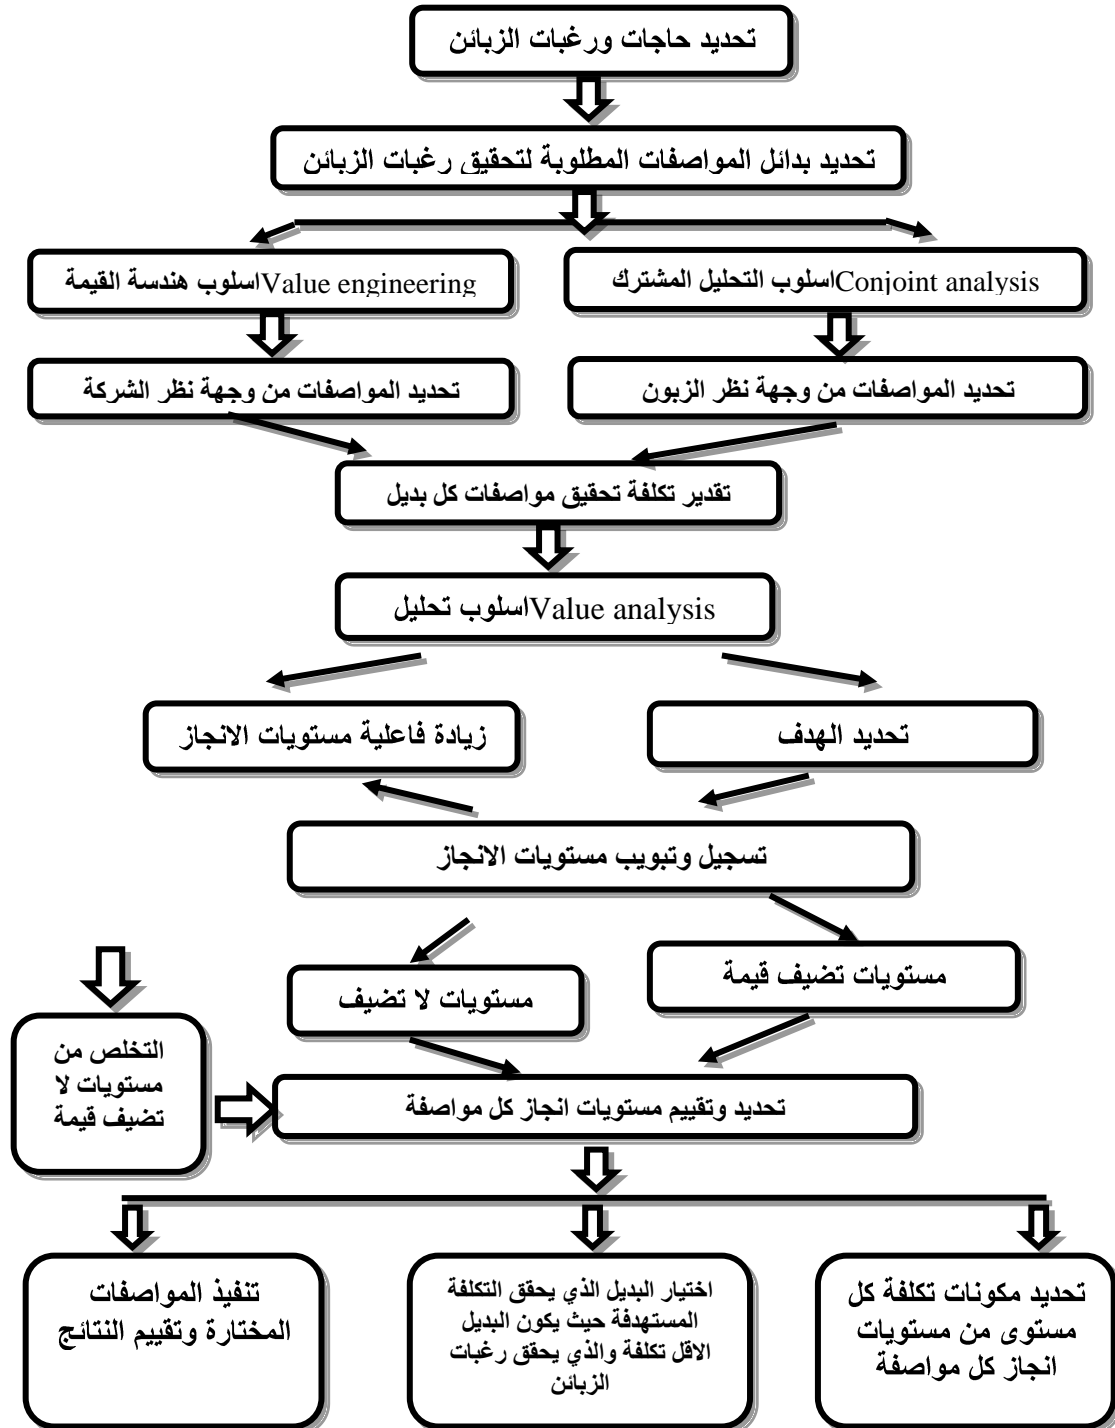 تحديد حاجات ورغبات الزبائن
تحديد بدائل المواصفات المطلوبة لتحقيق رغبات الزبائن
اسلوب التحليل المشترك Conjoint analysis
اسلوب هندسة القيمة Value engineering
تحديد المواصفات من وجهة نظر الزبون
تحديد المواصفات من وجهة نظر الشركة
تقدير تكلفة تحقيق مواصفات كل بديل
اسلوب تحليل Value analysis
تحديد الهدف
زيادة فاعلية مستويات الانجاز
تسجيل وتبويب مستويات الانجاز
مستويات تضيف قيمة
مستويات لا تضيف
التخلص من
مستويات لا
تضيف قيمة
تحديد وتقييم مستويات انجاز كل مواصفة
تحديد مكونات تكلفة كل
مستوى من مستويات
انجاز كل مواصفة
اختيار البديل الذي يحقق التكلفة
المستهدفة حيث يكون البديل
الاقل تكلفة والذي يحقق رغبات
الزبائن
تنفيذ المواصفات
المختارة وتقييم النتائج